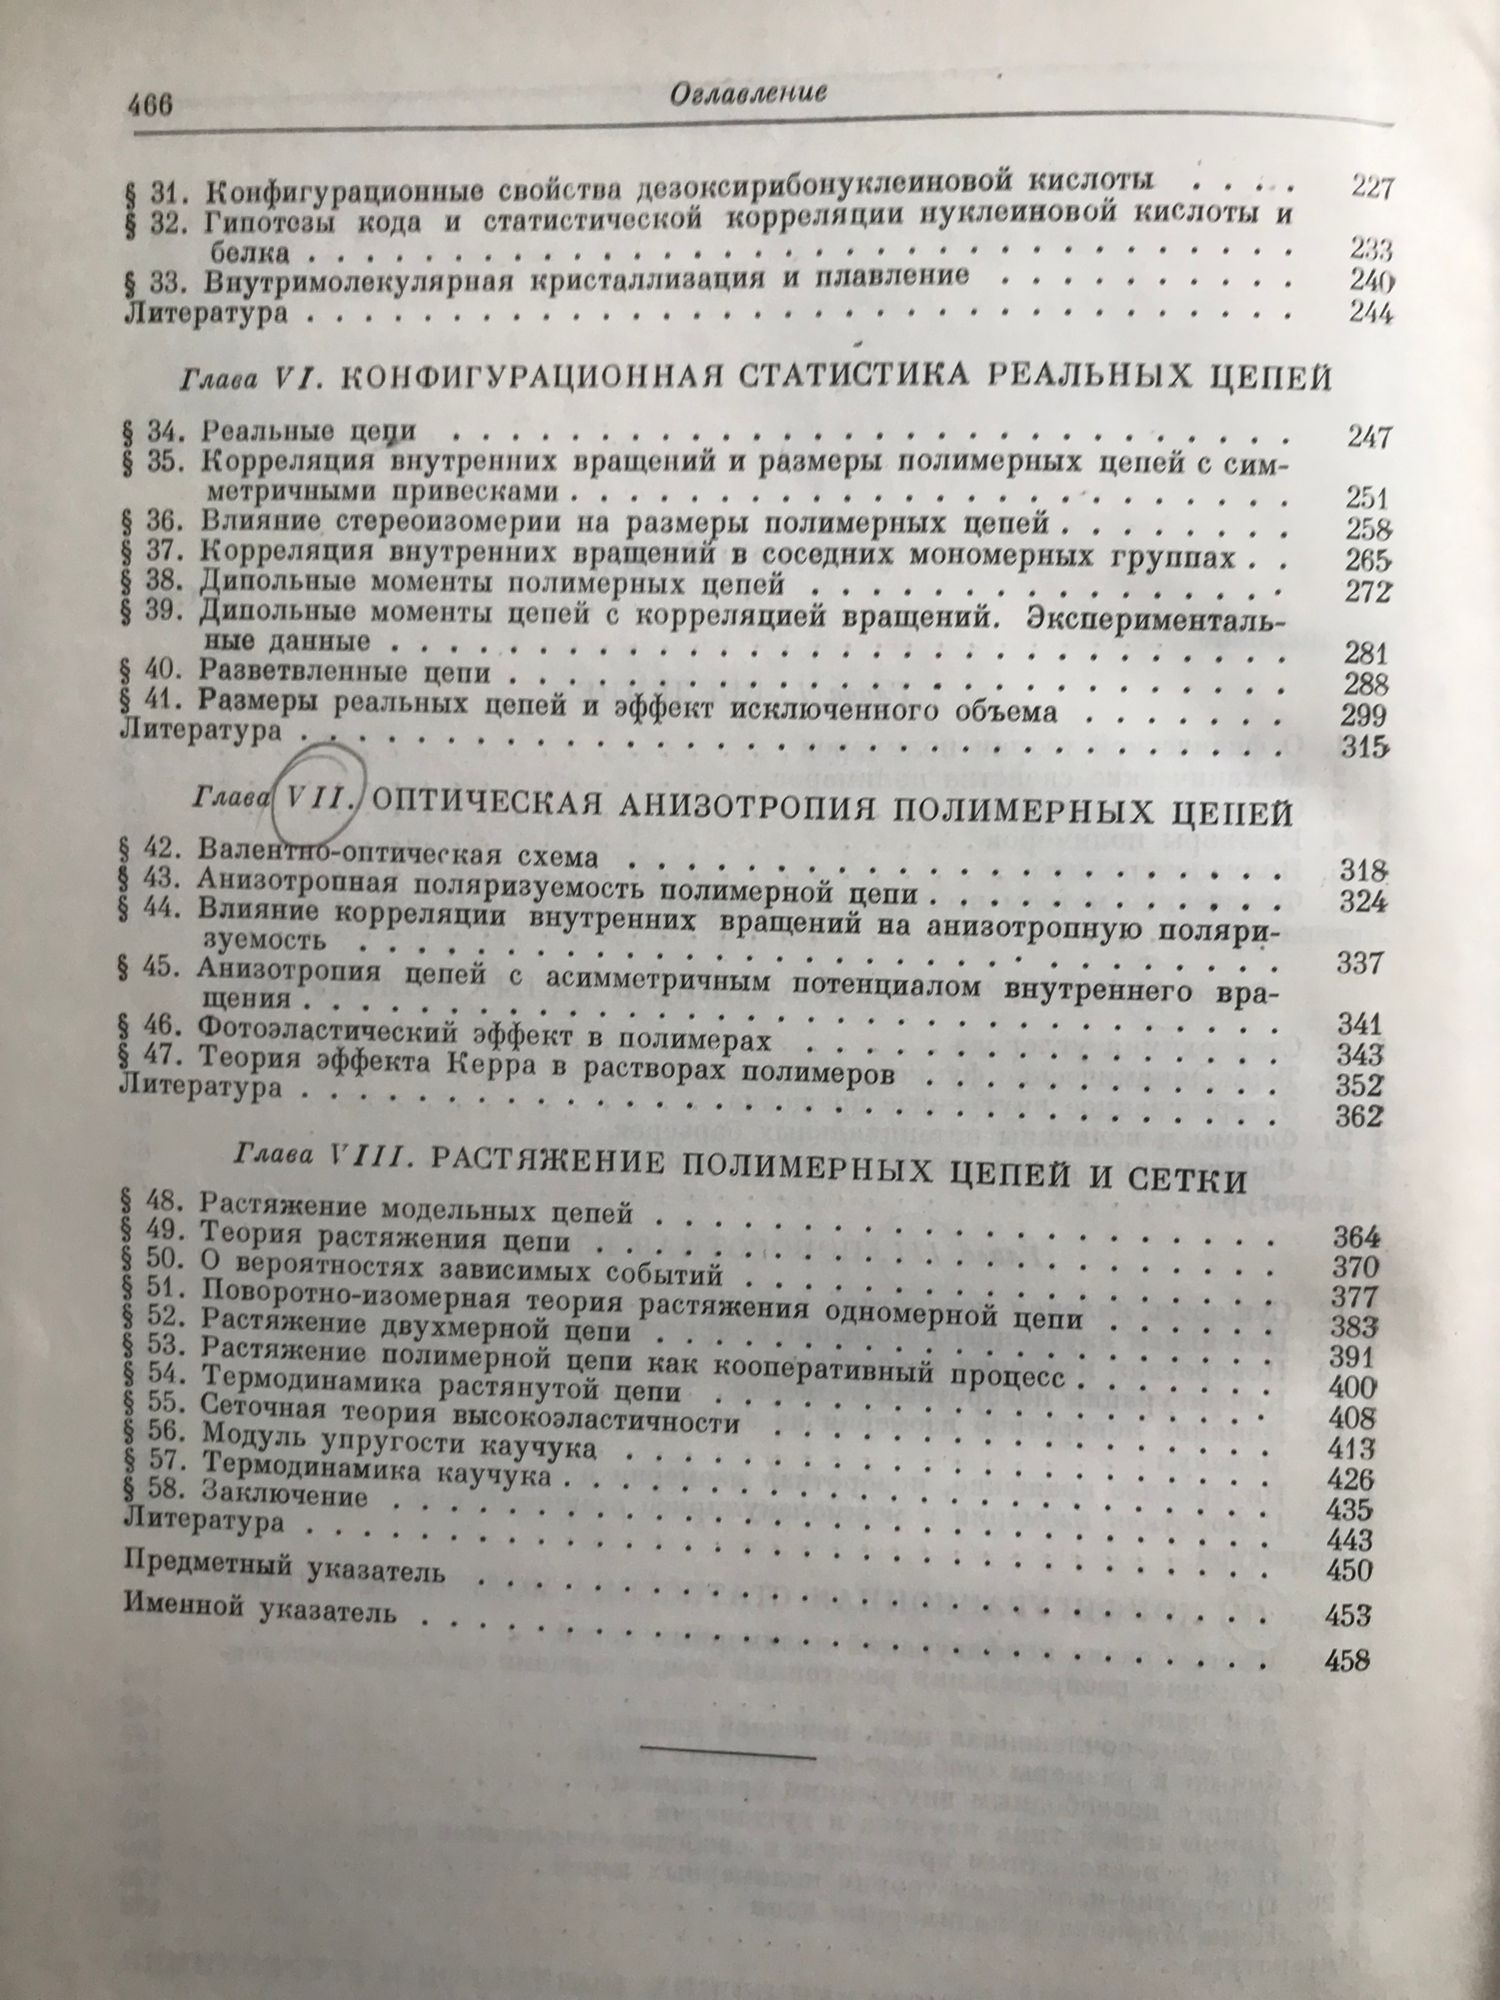 466
Оглавление
§ 31. Конфигурационные свойства дезоксирибонуклеиновой кислоты . . . . 227
§ 32. Гипотезы кода и статистической корреляции нуклеиновой кислоты и
белка . . . . . . . . . . . . . . . . . . . . . . . . . . . . . . . . . . 233
§ 33. Внутримолекулярная кристаллизация и плавление . . . . . . . . . . 240
Литература . . . . . . . . . . . . . . . . . . . . . . . . . . . . . . . . . . 244
Глава VI. КОНФИГУРАЦИОННАЯ СТАТИСТИКА РЕАЛЬНЫХ ЦЕПЕЙ
§ 34. Реальные цепи . . . . . . . . . . . . . . . . . . . . . . . . . . . . . 247
§ 35. Корреляция внутренних вращений и размеры полимерных цепей с сим-
метричными привесками . . . . . . . . . . . . . . . . . . . . . . . . . 251
§ 36. Влияние стереоизомерии на размеры полимерных цепей . . . . . . . . 258
§ 37. Корреляция внутренних вращений в соседних мономерных группах . . 265
§ 38. Дипольные моменты полимерных цепей . . . . . . . . . . . . . . . . 272
§ 39. Дипольные моменты цепей с корреляцией вращений. Эксперименталь-
ные данные . . . . . . . . . . . . . . . . . . . . . . . . . . . . . . . 281
§ 40. Разветвленные цепи . . . . . . . . . . . . . . . . . . . . . . . . . . . 288
§ 41. Размеры реальных цепей и эффект исключенного объема . . . . . . . 299
Литература . . . . . . . . . . . . . . . . . . . . . . . . . . . . . . . . . . 315
Глава VII. ОПТИЧЕСКАЯ АНИЗОТРОПИЯ ПОЛИМЕРНЫХ ЦЕПЕЙ
§ 42. Валентно-оптическая схема . . . . . . . . . . . . . . . . . . . . . . . 318
§ 43. Анизотропная поляризуемость полимерной цепи . . . . . . . . . . . . 324
§ 44. Влияние корреляции внутренних вращений на анизотропную поляри-
зуемость . . . . . . . . . . . . . . . . . . . . . . . . . . . . . . . . 337
§ 45. Анизотропия цепей с асимметричным потенциалом внутреннего вра-
щения . . . . . . . . . . . . . . . . . . . . . . . . . . . . . . . . . . 341
§ 46. Фотоэластический эффект в полимерах . . . . . . . . . . . . . . . . 343
§ 47. Теория эффекта Керра в растворах полимеров . . . . . . . . . . . . 352
Литература . . . . . . . . . . . . . . . . . . . . . . . . . . . . . . . . . . 362
Глава VIII. РАСТЯЖЕНИЕ ПОЛИМЕРНЫХ ЦЕПЕЙ И СЕТКИ
§ 48. Растяжение модельных цепей . . . . . . . . . . . . . . . . . . . . . . 364
§ 49. Теория растяжения цепи . . . . . . . . . . . . . . . . . . . . . . . . 370
§ 50. О вероятностях зависимых событий . . . . . . . . . . . . . . . . . . 377
§ 51. Поворотно-изомерная теория растяжения одномерной цепи . . . . . . 383
§ 52. Растяжение двухмерной цепи . . . . . . . . . . . . . . . . . . . . . . 391
§ 53. Растяжение полимерной цепи как кооперативный процесс . . . . . . . 400
§ 54. Термодинамика растянутой цепи . . . . . . . . . . . . . . . . . . . . 408
§ 55. Сеточная теория высокоэластичности . . . . . . . . . . . . . . . . . 413
§ 56. Модуль упругости каучука . . . . . . . . . . . . . . . . . . . . . . . 426
§ 57. Термодинамика каучука . . . . . . . . . . . . . . . . . . . . . . . . . 435
§ 58. Заключение . . . . . . . . . . . . . . . . . . . . . . . . . . . . . . . 443
Литература . . . . . . . . . . . . . . . . . . . . . . . . . . . . . . . . . . 450
Предметный указатель . . . . . . . . . . . . . . . . . . . . . . . . . . . . 453
Именной указатель . . . . . . . . . . . . . . . . . . . . . . . . . . . . . . 458